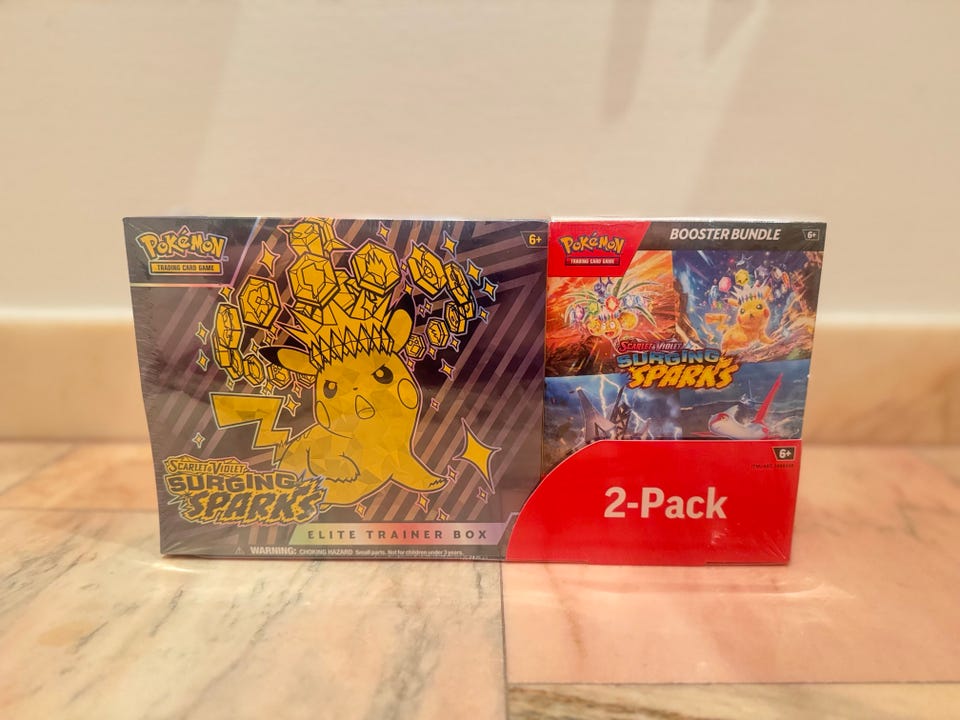 POKéMON
TRADING CARD GAME
6+
SCARLET & VIOLET
SURGING
SPARKS
ELITE TRAINER BOX
WARNING: CHOKING HAZARD Small parts. Not for children under 3 years.
POKéMON
TRADING CARD GAME
BOOSTER BUNDLE
6+
SCARLET & VIOLET
SURGING
SPARKS
6+
2-Pack